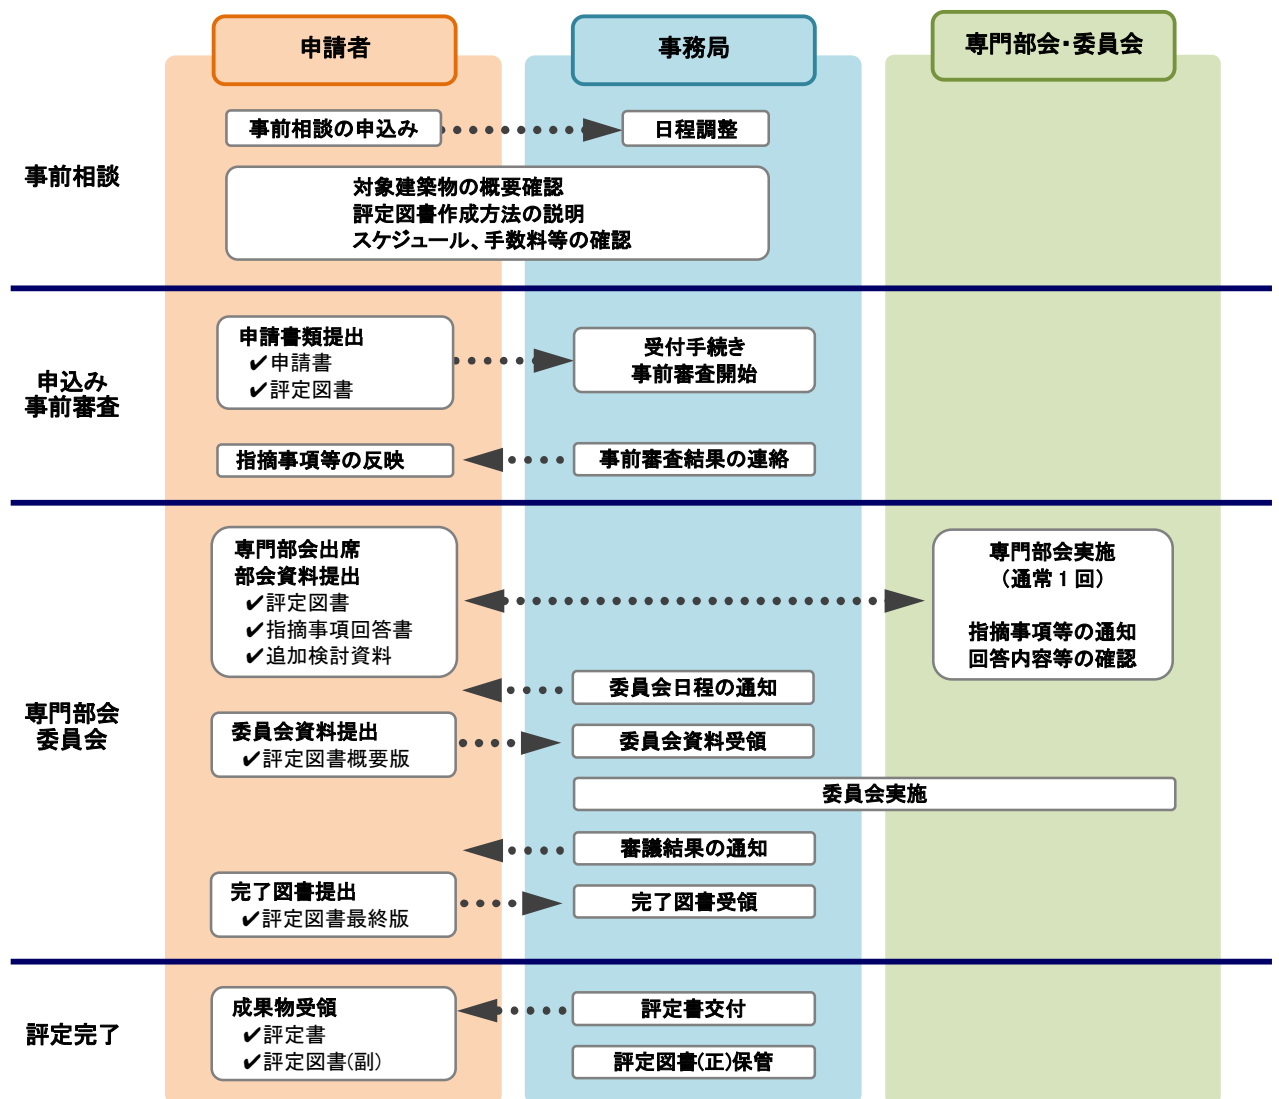 申請者
事務局
専門部会・委員会
事前相談
事前相談の申込み
日程調整
対象建築物の概要確認
評定図書作成方法の説明
スケジュール、手数料等の確認
申込み
事前審査
申請書類提出
✔申請書
✔評定図書
受付手続き
事前審査開始
指摘事項等の反映
事前審査結果の連絡
専門部会
委員会
専門部会出席
部会資料提出
✔評定図書
✔指摘事項回答書
✔追加検討資料
専門部会実施
（通常１回）
指摘事項等の通知
回答内容等の確認
委員会日程の通知
委員会資料提出
✔評定図書概要版
委員会資料受領
委員会実施
審議結果の通知
完了図書提出
✔評定図書最終版
完了図書受領
評定完了
成果物受領
✔評定書
✔評定図書(副)
評定書交付
評定図書(正)保管